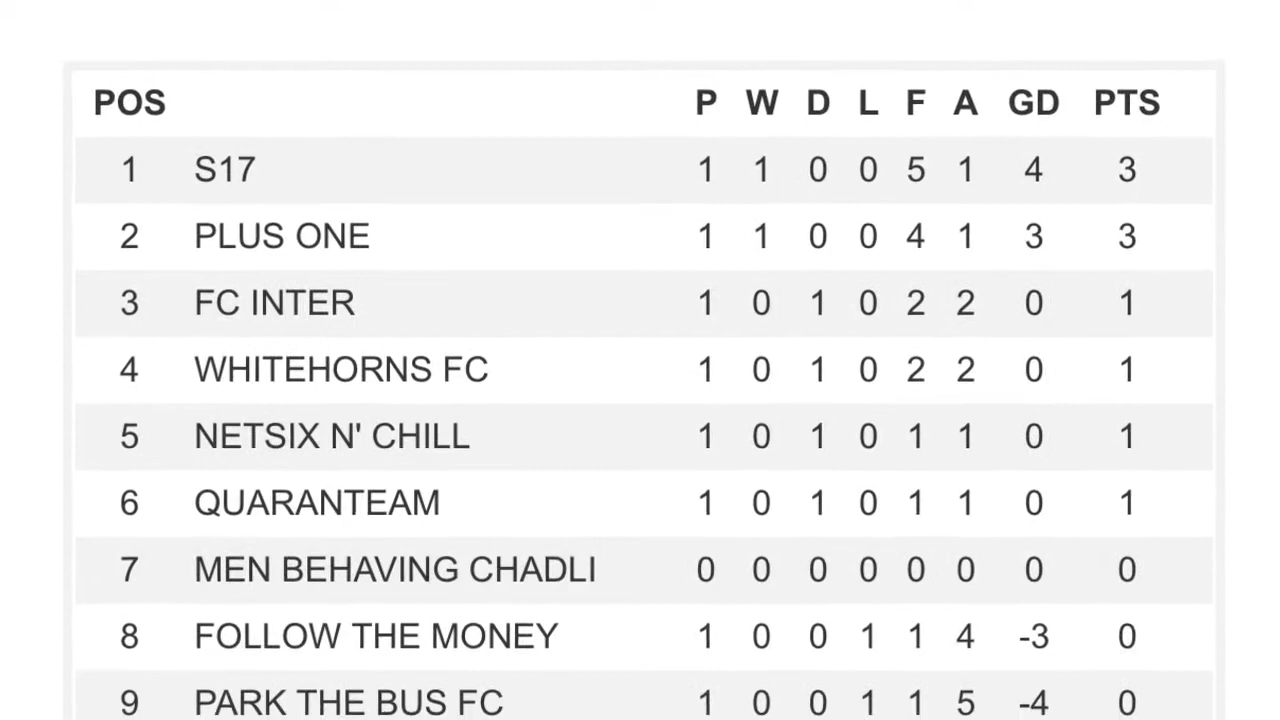 POS P W D L F A GD PTS
1 S17 1 1 0 0 5 1 4 3
2 PLUS ONE 1 1 0 0 4 1 3 3
3 FC INTER 1 0 1 0 2 2 0 1
4 WHITEHORNS FC 1 0 1 0 2 2 0 1
5 NETSIX N' CHILL 1 0 1 0 1 1 0 1
6 QUARANTEAM 1 0 1 0 1 1 0 1
7 MEN BEHAVING CHADLI 0 0 0 0 0 0 0 0
8 FOLLOW THE MONEY 1 0 0 1 1 4 -3 0
9 PARK THE BUS FC 1 0 0 1 1 5 -4 0